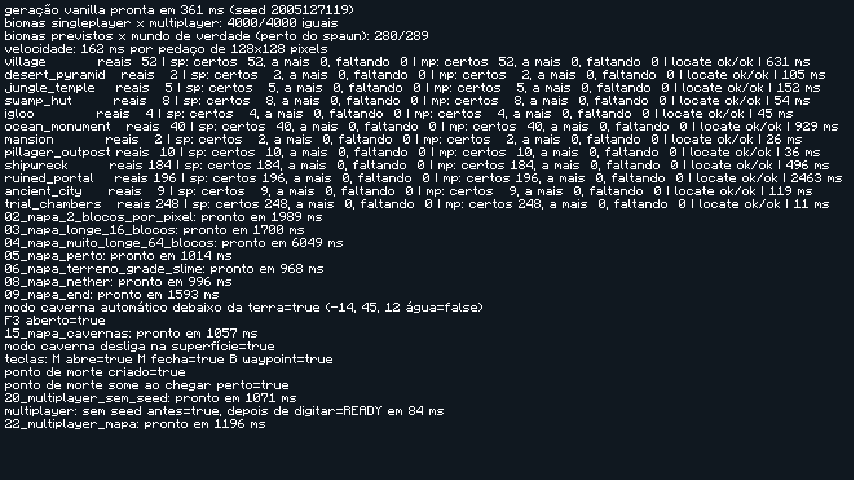 geração vanilla pronta em 361 ms (seed 2005127119)
biomas singleplayer x multiplayer: 4000/4000 iguais
biomas previstos x mundo de verdade (perto do spawn): 280/289
velocidade: 162 ms por pedaço de 128x128 pixels
village reais 52 | sp: certos 52, a mais 0, faltando 0 | mp: certos 52, a mais 0, faltando 0 | locate ok/ok | 631 ms
desert_pyramid reais 2 | sp: certos 2, a mais 0, faltando 0 | mp: certos 2, a mais 0, faltando 0 | locate ok/ok | 105 ms
jungle_temple reais 5 | sp: certos 5, a mais 0, faltando 0 | mp: certos 5, a mais 0, faltando 0 | locate ok/ok | 152 ms
swamp_hut reais 8 | sp: certos 8, a mais 0, faltando 0 | mp: certos 8, a mais 0, faltando 0 | locate ok/ok | 54 ms
igloo reais 4 | sp: certos 4, a mais 0, faltando 0 | mp: certos 4, a mais 0, faltando 0 | locate ok/ok | 45 ms
ocean_monument reais 40 | sp: certos 40, a mais 0, faltando 0 | mp: certos 40, a mais 0, faltando 0 | locate ok/ok | 929 ms
mansion reais 2 | sp: certos 2, a mais 0, faltando 0 | mp: certos 2, a mais 0, faltando 0 | locate ok/ok | 26 ms
pillager_outpost reais 10 | sp: certos 10, a mais 0, faltando 0 | mp: certos 10, a mais 0, faltando 0 | locate ok/ok | 36 ms
shipwreck reais 184 | sp: certos 184, a mais 0, faltando 0 | mp: certos 184, a mais 0, faltando 0 | locate ok/ok | 496 ms
ruined_portal reais 196 | sp: certos 196, a mais 0, faltando 0 | mp: certos 196, a mais 0, faltando 0 | locate ok/ok | 2463 ms
ancient_city reais 9 | sp: certos 9, a mais 0, faltando 0 | mp: certos 9, a mais 0, faltando 0 | locate ok/ok | 119 ms
trial_chambers reais 248 | sp: certos 248, a mais 0, faltando 0 | mp: certos 248, a mais 0, faltando 0 | locate ok/ok | 11 ms
02_mapa_2_blocos_por_pixel: pronto em 1989 ms
03_mapa_longe_16_blocos: pronto em 1700 ms
04_mapa_muito_longe_64_blocos: pronto em 6049 ms
05_mapa_perto: pronto em 1014 ms
06_mapa_terreno_grade_slime: pronto em 968 ms
08_mapa_nether: pronto em 996 ms
09_mapa_end: pronto em 1593 ms
modo caverna automático debaixo da terra=true (-14, 45, 12 água=false)
F3 aberto=true
15_mapa_cavernas: pronto em 1057 ms
modo caverna desliga na superfície=true
teclas: M abre=true M fecha=true B waypoint=true
ponto de morte criado=true
ponto de morte some ao chegar perto=true
20_multiplayer_sem_seed: pronto em 1071 ms
multiplayer: sem seed antes=true, depois de digitar=READY em 84 ms
22_multiplayer_mapa: pronto em 1196 ms